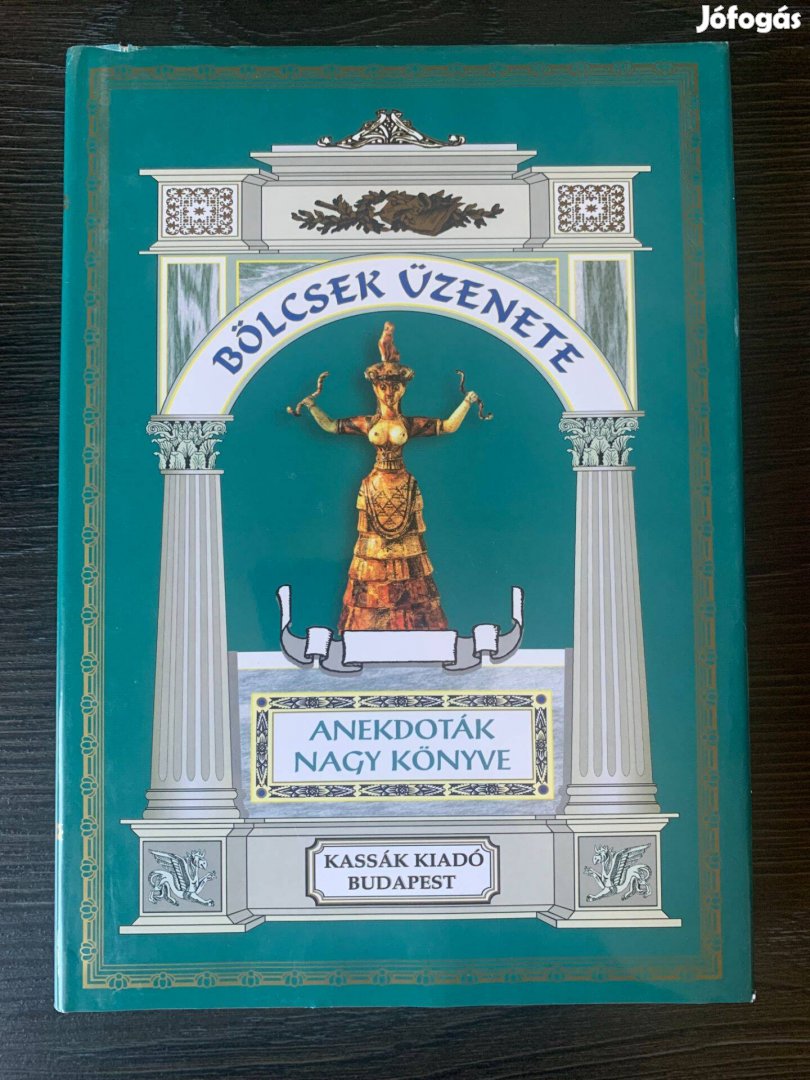 Jófogás
BÖLCSEK ÜZENETE
ANEKDOTÁK
NAGY KÖNYVE
KASSÁK KIADÓ
BUDAPEST